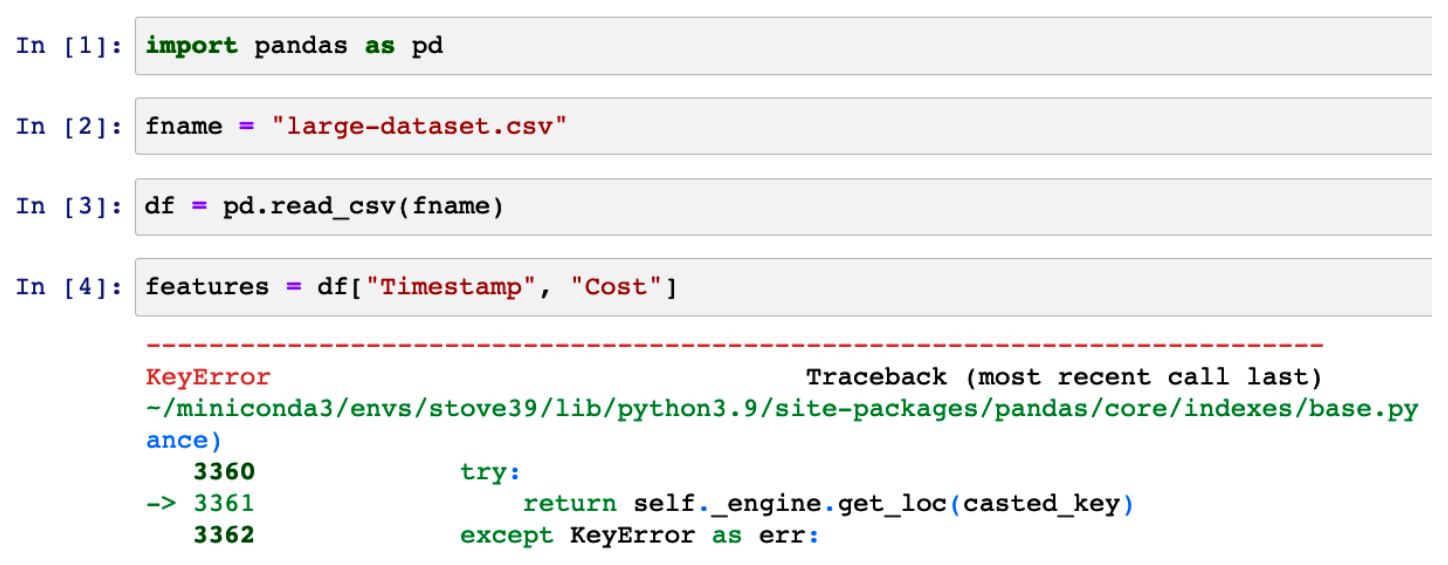 In [1]: import pandas as pd
In [2]: fname = "large-dataset.csv"
In [3]: df = pd.read_csv(fname)
In [4]: features = df["Timestamp", "Cost"]
---------------------------------------------------------------------------
KeyError                                  Traceback (most recent call last)
~/miniconda3/envs/stove39/lib/python3.9/site-packages/pandas/core/indexes/base.py
ance)
   3360             try:
-> 3361                 return self._engine.get_loc(casted_key)
   3362             except KeyError as err: